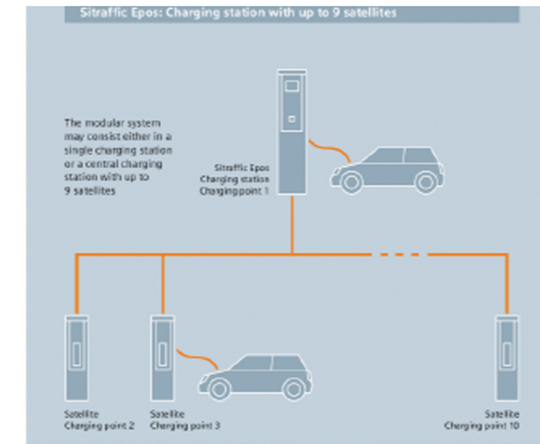 Sitraffic Epos: Charging station with up to 9 satellites
The modular system
may consist either in a
single charging station
or a central charging
station with up to
9 satellites
Sitraffic Epos
Charging station
Charging point 1
Satellite
Charging point 2
Satellite
Charging point 3
Satellite
Charging point 10